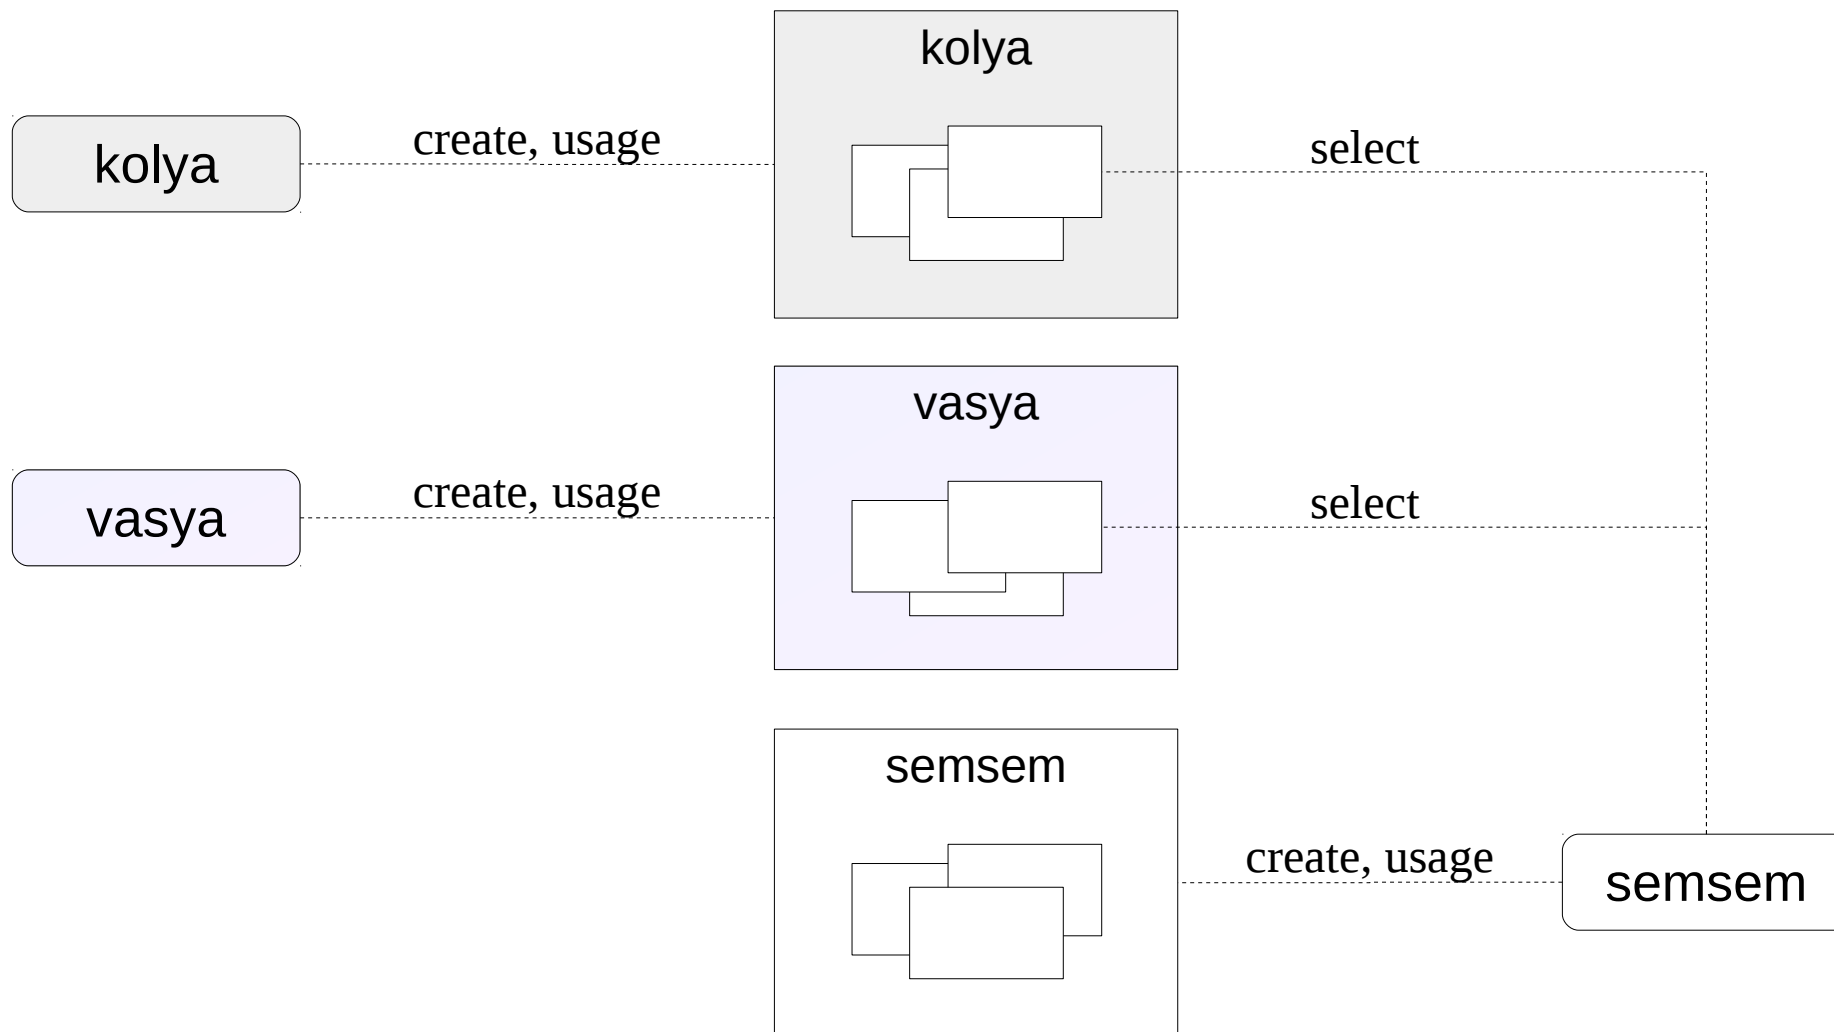 kolya
kolya
create, usage
select
vasya
vasya
create, usage
select
semsem
create, usage
semsem